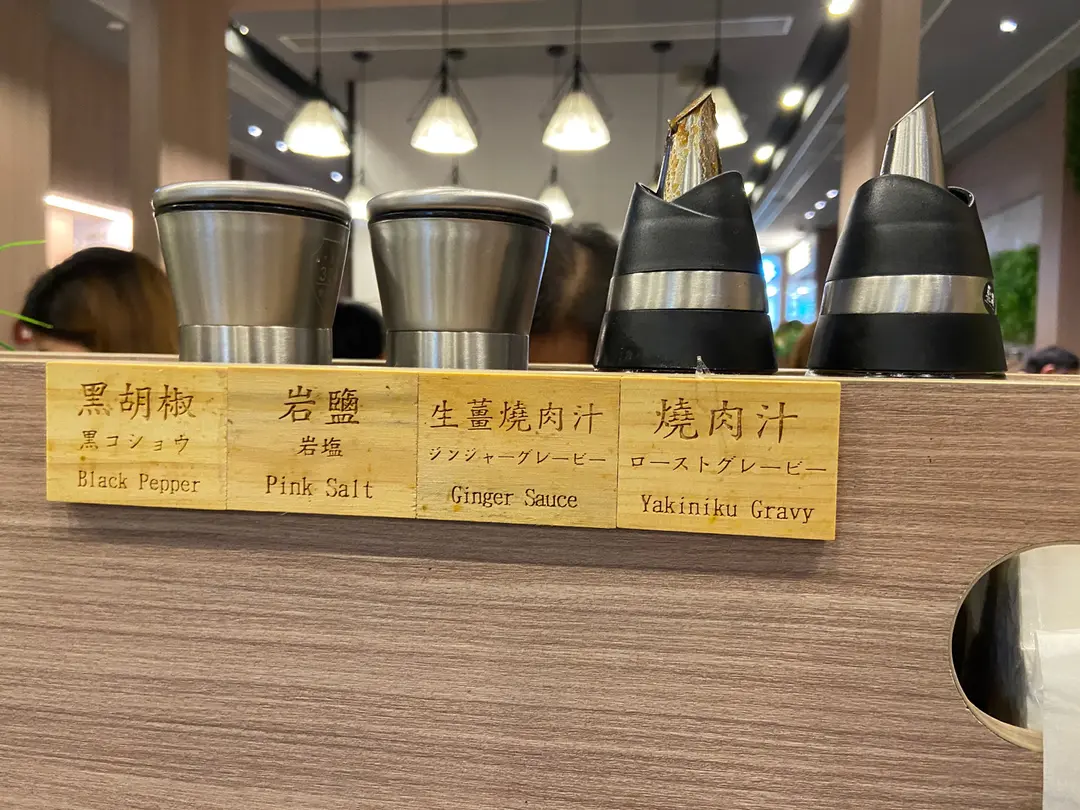 黑胡椒
黒コショウ
Black Pepper
岩鹽
岩塩
Pink Salt
生薑燒肉汁
ジンジャーグレービー
Ginger Sauce
燒肉汁
ローストグレービー
Yakiniku Gravy